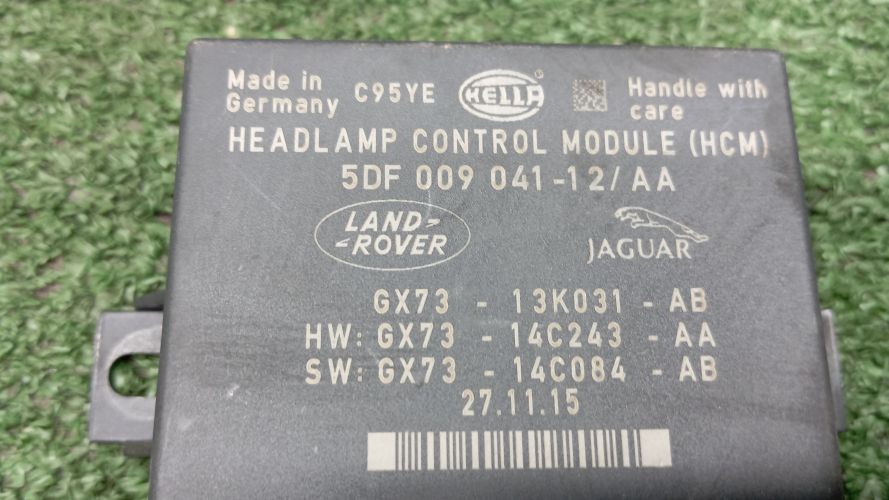 Made in Germany C95YE HELLA ® Handle with care
HEADLAMP CONTROL MODULE (HCM)
5DF 009 041-12/AA
LAND-
-ROVER
JAGUAR
GX73 - 13K031 - AB
HW: GX73 - 14C243 - AA
SW: GX73 - 14C084 - AB
27.11.15